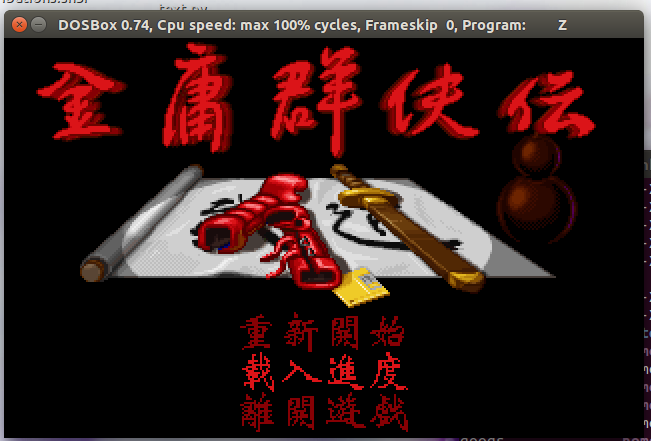 DOSBox 0.74, Cpu speed: max 100% cycles, Frameskip 0, Program: Z
金庸群侠伝
重新開始
載入進度
離開遊戲